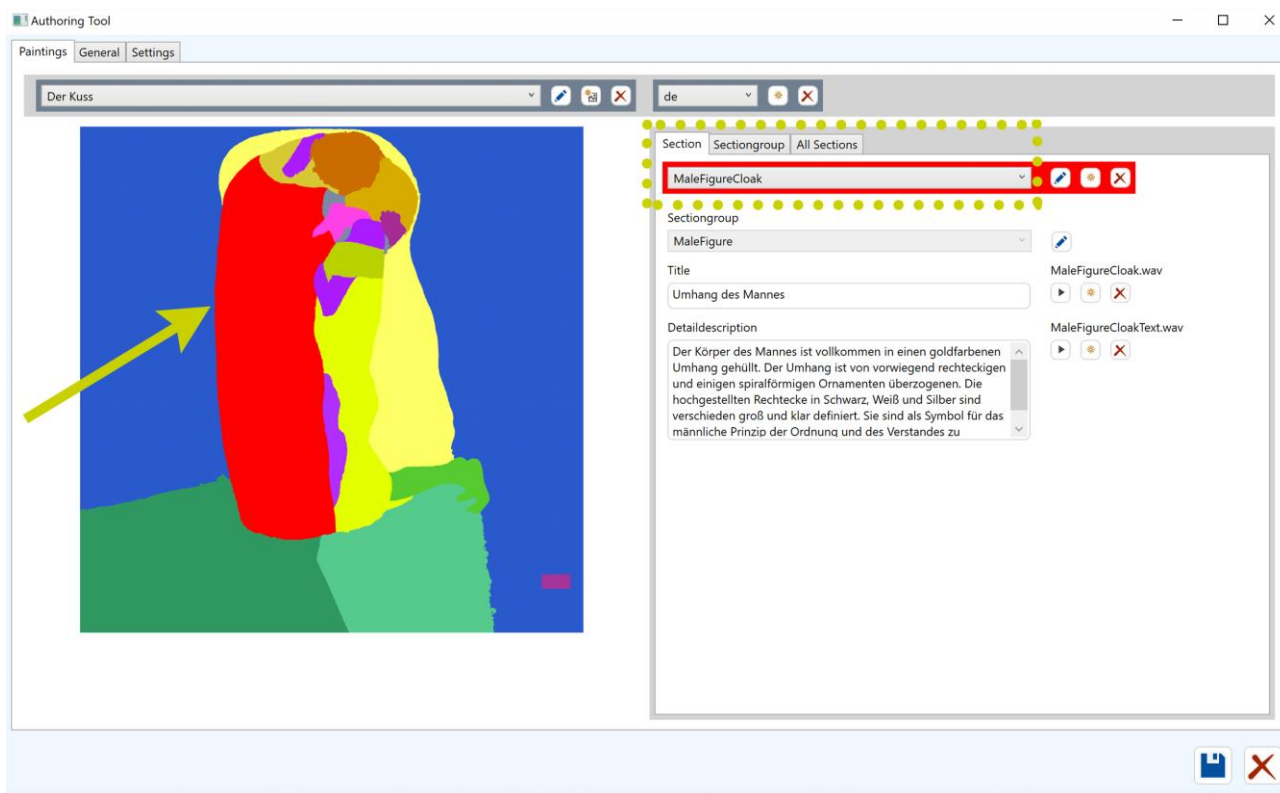 Authoring Tool
Paintings General Settings
Der Kuss
de
Section Sectiongroup All Sections
MaleFigureCloak
Sectiongroup
MaleFigure
Title
MaleFigureCloak.wav
Umhang des Mannes
Detaildescription
MaleFigureCloakText.wav
Der Körper des Mannes ist vollkommen in einen goldfarbenen
Umhang gehüllt. Der Umhang ist von vorwiegend rechteckigen
und einigen spiralförmigen Ornamenten überzogenen. Die
hochgestellten Rechtecke in Schwarz, Weiß und Silber sind
verschieden groß und klar definiert. Sie sind als Symbol für das
männliche Prinzip der Ordnung und des Verstandes zu